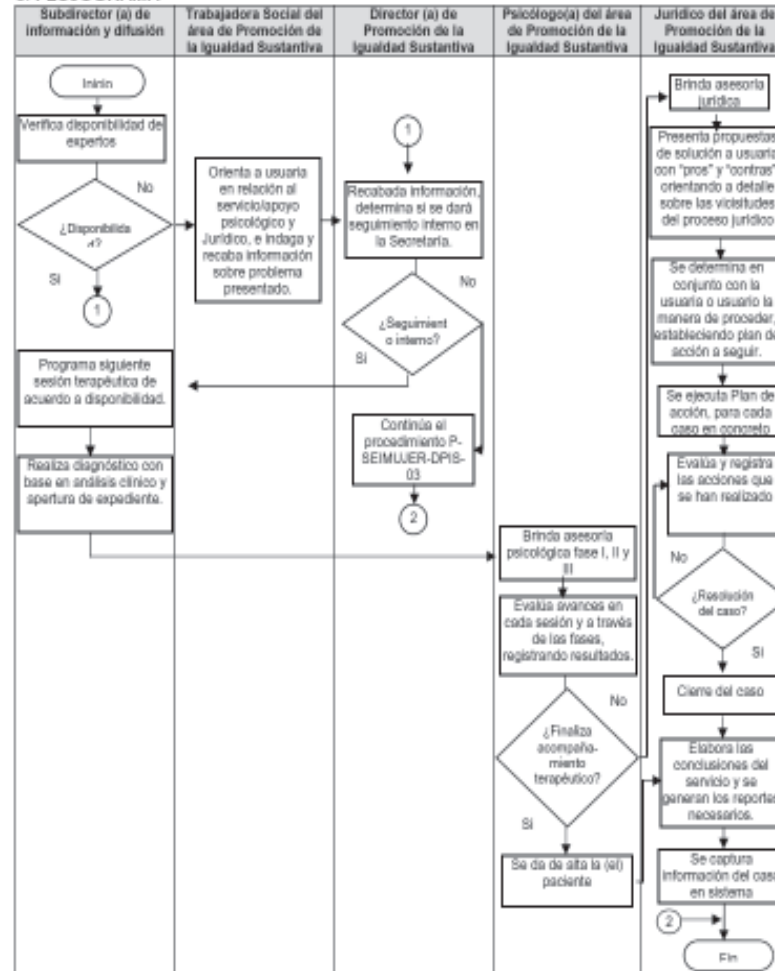 Subdirector (a) de
información y difusión
Trabajadora Social del
área de Promoción de
la Igualdad Sustantiva
Director (a) de
Promoción de la
Igualdad Sustantiva
Psicólogo(a) del área
de Promoción de la
Igualdad Sustantiva
Jurídico del área de
Promoción de la
Igualdad Sustantiva
Inicio
Verifica disponibilidad de
expertos
No
¿Disponibilida
d?
Si
1
Programa siguiente
sesión terapéutica de
acuerdo a disponibilidad.
Realiza diagnóstico con
base en análisis clínico y
apertura de expediente.
Orienta a usuaria
en relación al
servicio/apoyo
psicológico y
Jurídico, e indaga y
recaba información
sobre problema
presentado.
1
Recabada información,
determina si se dará
seguimiento interno en
la Secretaría.
No
¿Seguimient
o interno?
Si
Continúa el
procedimiento P-
SEIMUJER-DPIS-
03
2
Brinda asesoría
psicológica fase I, II y
III
Evalúa avances en
cada sesión y a través
de las fases,
registrando resultados.
No
¿Finaliza
acompaña-
miento
terapéutico?
Si
Se da de alta la (el)
paciente
Brinda asesoría
jurídica
Presenta propuestas
de solución a usuaria
con "pros" y "contras"
orientando a detalle
sobre las vicisitudes
del proceso jurídico
Se determina en
conjunto con la
usuaria o usuario la
manera de proceder,
estableciendo plan de
acción a seguir.
Se ejecuta Plan de
acción, para cada
caso en concreto
Evalúa y registra
las acciones que
se han realizado
No
¿Resolución
del caso?
Si
Cierre del caso
Elabora las
conclusiones del
servicio y se
generan los reportes
necesarios.
Se captura
información del caso
en sistema
2
Fin